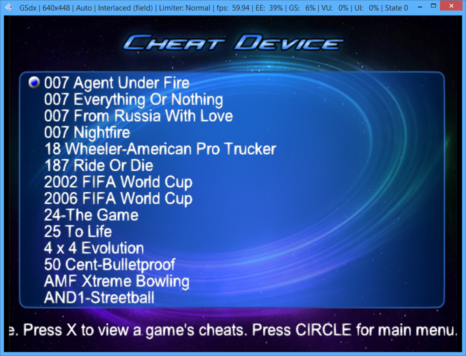 GSdx | 640x448 | Auto | Interlaced (field) | Limiter: Normal | fps: 59.94 | EE: 39% | GS: 6% | VU: 0% | UI: 0% | State 0
CHEAT DEVICE
007 Agent Under Fire
007 Everything Or Nothing
007 From Russia With Love
007 Nightfire
18 Wheeler-American Pro Trucker
187 Ride Or Die
2002 FIFA World Cup
2006 FIFA World Cup
24-The Game
25 To Life
4 x 4 Evolution
50 Cent-Bulletproof
AMF Xtreme Bowling
AND1-Streetball
e. Press X to view a game's cheats. Press CIRCLE for main menu.